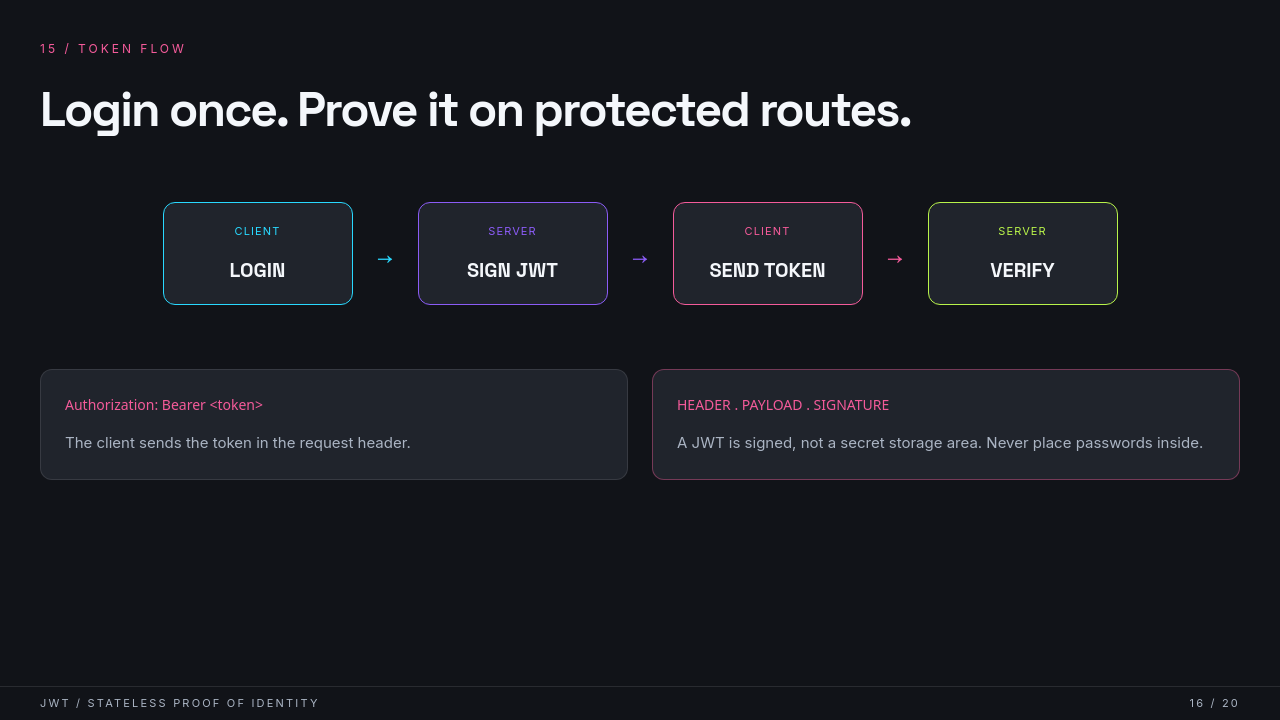 15 / TOKEN FLOW
Login once. Prove it on protected routes.
CLIENT
LOGIN
→
SERVER
SIGN JWT
→
CLIENT
SEND TOKEN
→
SERVER
VERIFY
Authorization: Bearer <token>
The client sends the token in the request header.
HEADER . PAYLOAD . SIGNATURE
A JWT is signed, not a secret storage area. Never place passwords inside.
JWT / STATELESS PROOF OF IDENTITY
16 / 20